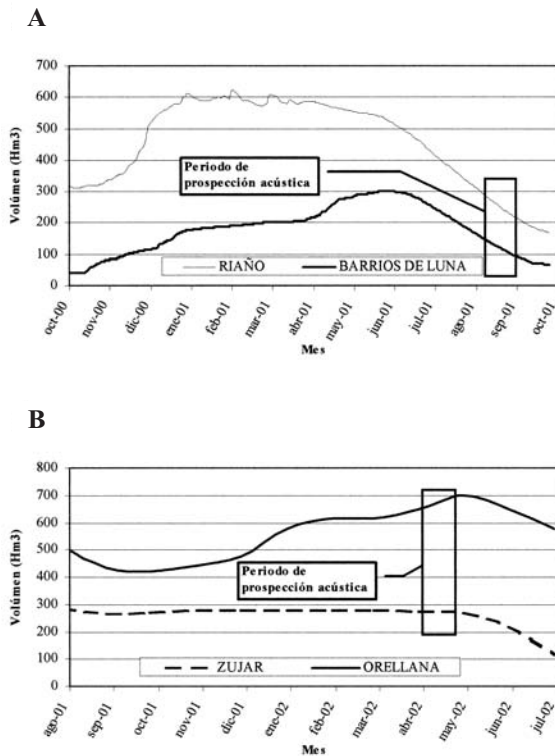 A
Volúmen (Hm3)
700
600
500
400
300
200
100
0
Periodo de
prospección acústica
RIAÑO BARRIOS DE LUNA
oct-00 nov-00 dic-00 ene-01 feb-01 mar-01 abr-01 may-01 jun-01 jul-01 ago-01 sep-01 oct-01
Mes
B
Volúmen (Hm3)
800
700
600
500
400
300
200
100
0
Periodo de
prospección acústica
ZUJAR ORELLANA
ago-01 sep-01 oct-01 nov-01 dic-01 ene-02 feb-02 mar-02 abr-02 may-02 jun-02 jul-02
Mes